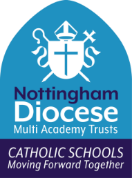 Nottingham
Diocese
Multi Academy Trusts
CATHOLIC SCHOOLS
Moving Forward Together